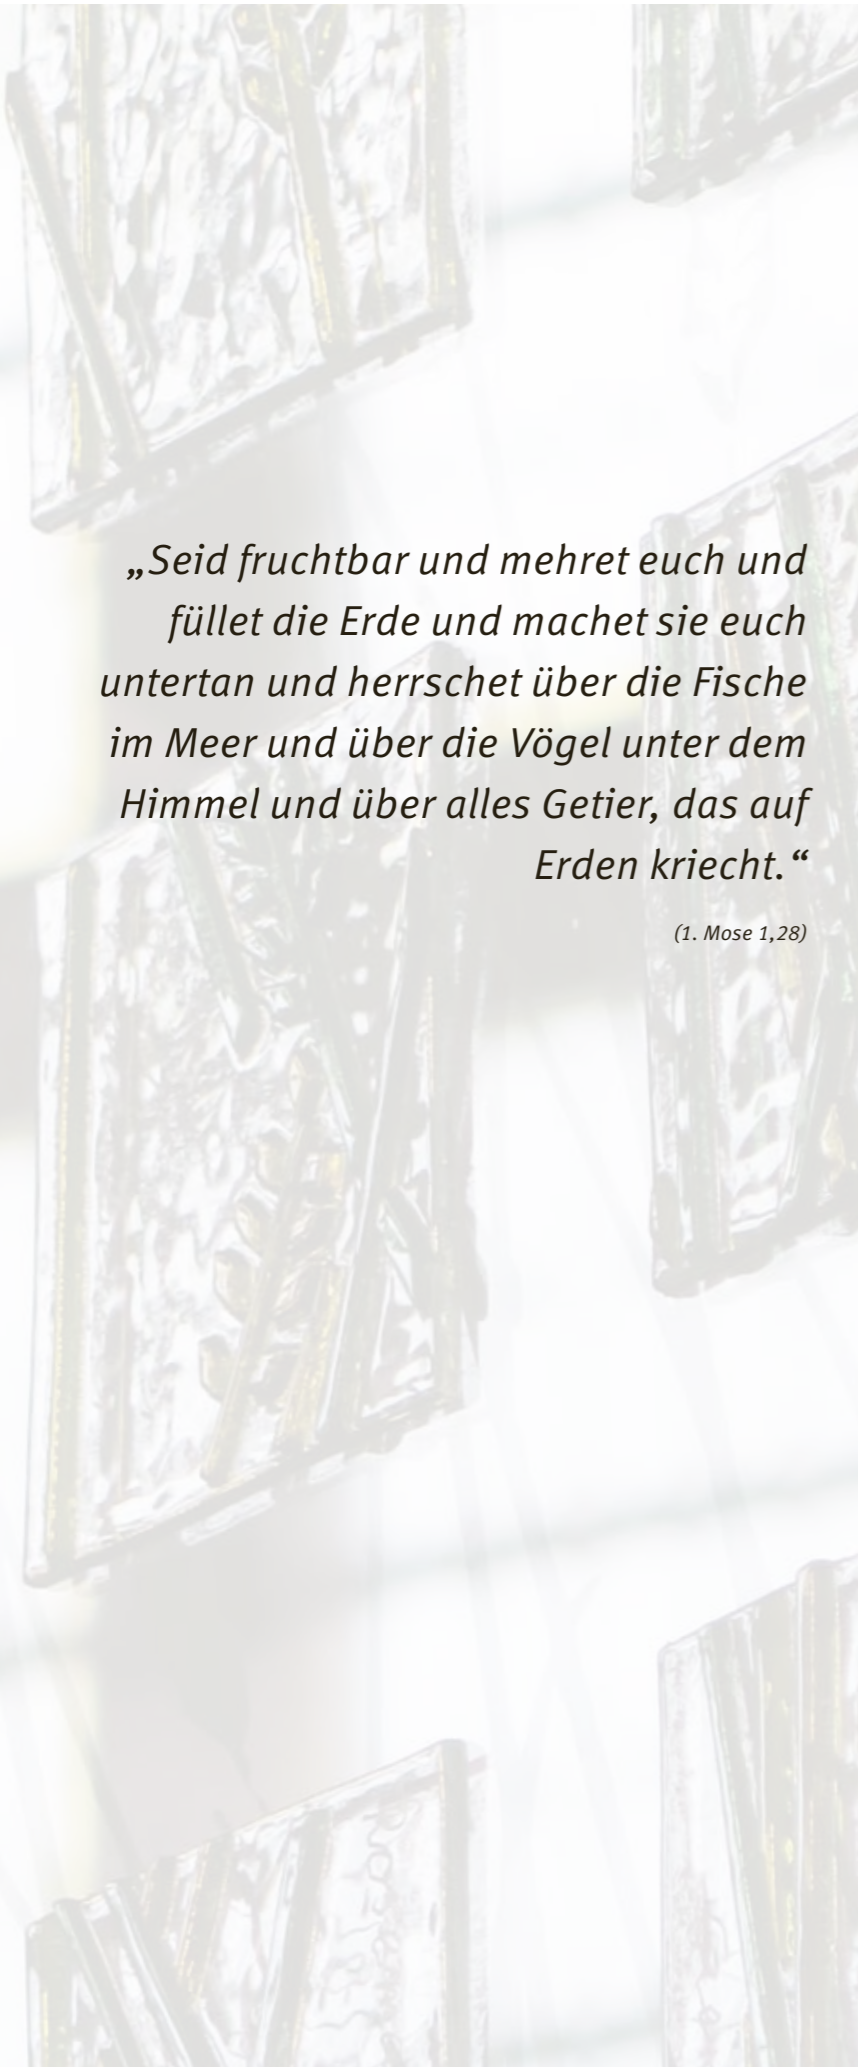 „Seid fruchtbar und mehret euch und
füllet die Erde und machet sie euch
untertan und herrschet über die Fische
im Meer und über die Vögel unter dem
Himmel und über alles Getier, das auf
Erden kriecht.“
(1. Mose 1,28)